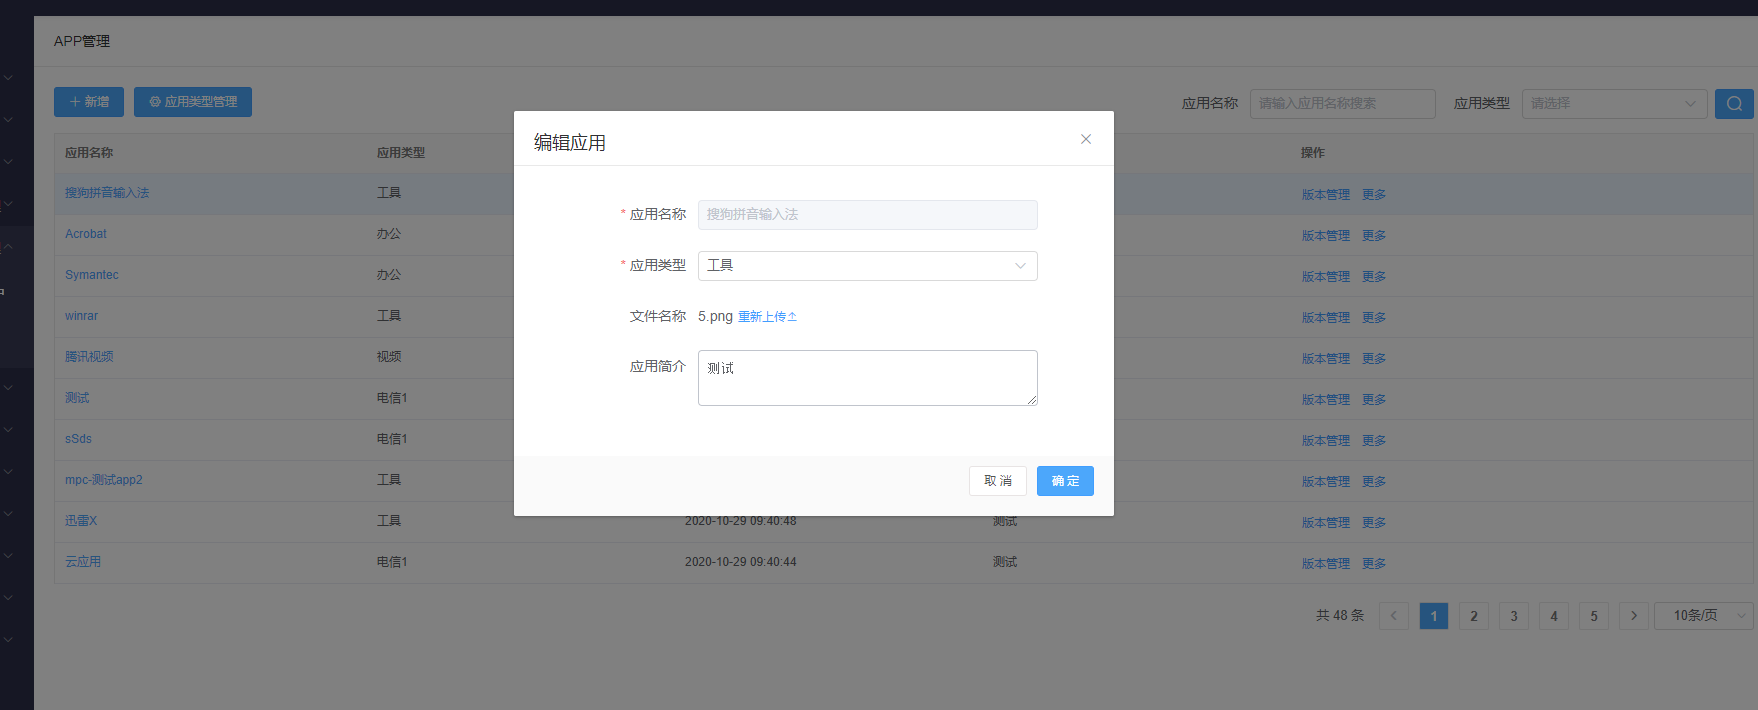 APP管理
新增 应用类型管理 应用名称 请输入应用名称搜索 应用类型 请选择
应用名称 应用类型 操作
搜狗拼音输入法 工具 版本管理 更多
Acrobat 办公 版本管理 更多
Symantec 办公 版本管理 更多
winrar 工具 版本管理 更多
腾讯视频 视频 版本管理 更多
测试 电信1 版本管理 更多
sSds 电信1 版本管理 更多
mpc-测试app2 工具 版本管理 更多
迅雷X 工具 2020-10-29 09:40:48 测试 版本管理 更多
云应用 电信1 2020-10-29 09:40:44 测试 版本管理 更多
共 48 条 1 2 3 4 5 10条/页
编辑应用
* 应用名称 搜狗拼音输入法
* 应用类型 工具
文件名称 5.png 重新上传
应用简介 测试
取消 确定